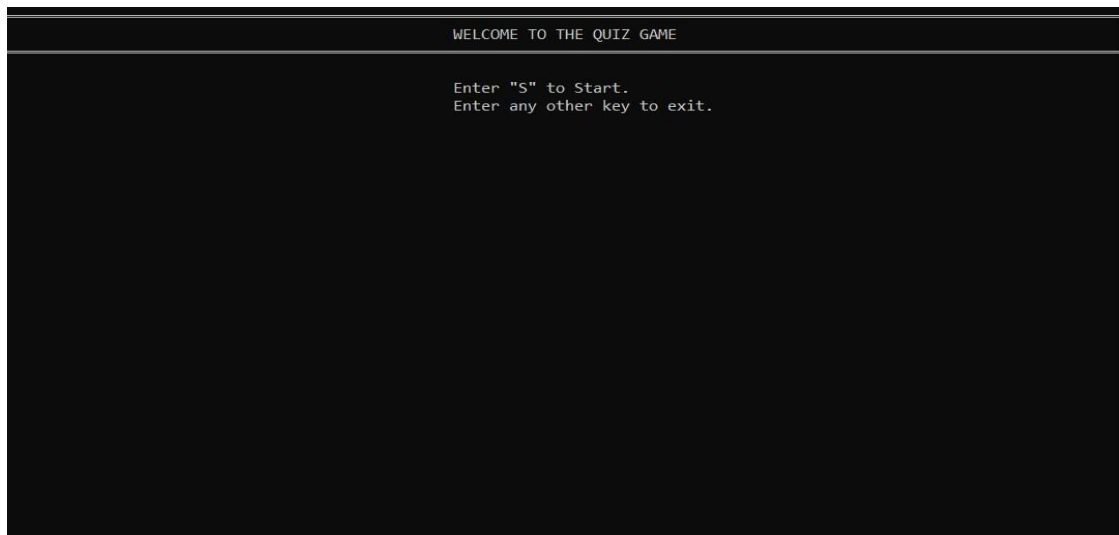 WELCOME TO THE QUIZ GAME
Enter "S" to Start.
Enter any other key to exit.